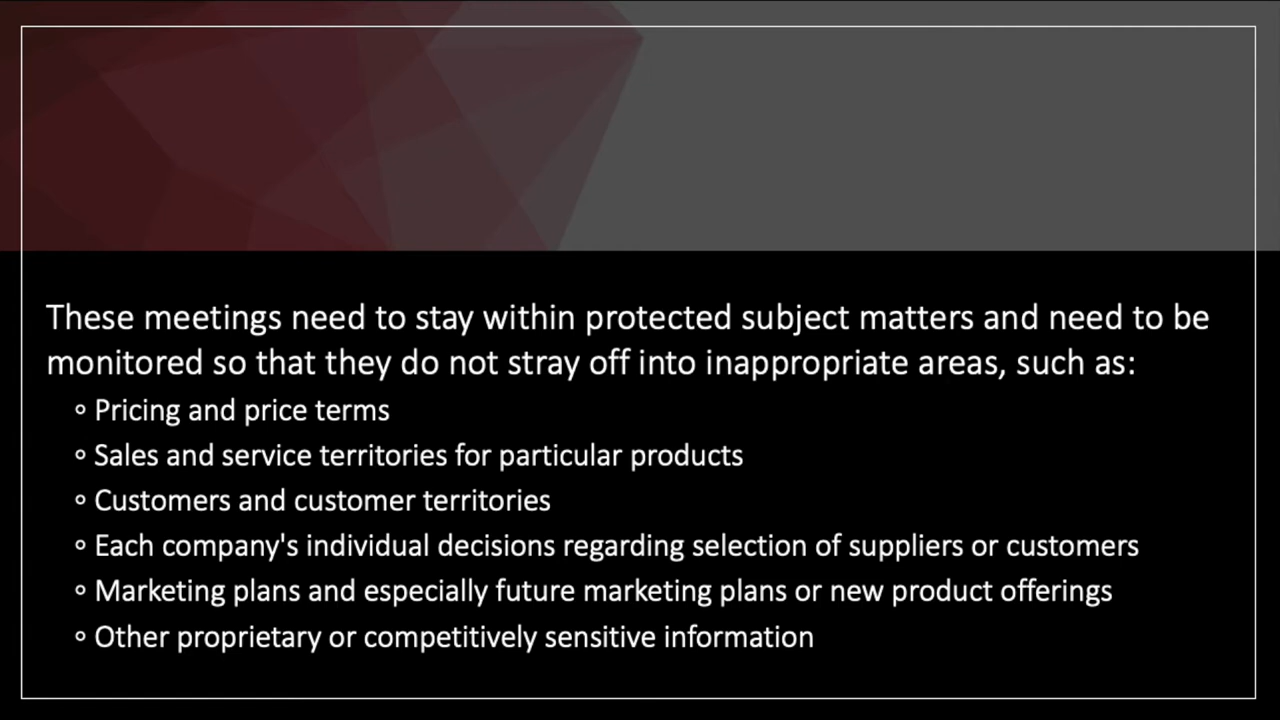 These meetings need to stay within protected subject matters and need to be
monitored so that they do not stray off into inappropriate areas, such as:
◦ Pricing and price terms
◦ Sales and service territories for particular products
◦ Customers and customer territories
◦ Each company's individual decisions regarding selection of suppliers or customers
◦ Marketing plans and especially future marketing plans or new product offerings
◦ Other proprietary or competitively sensitive information